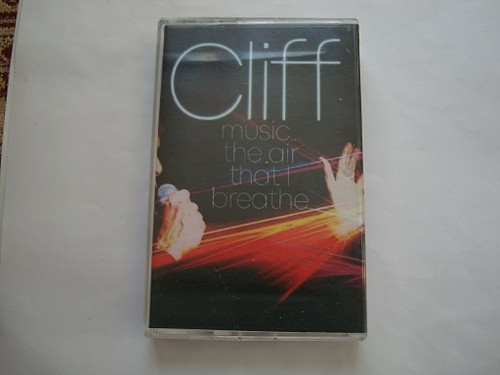 Cliff
music...
the air
that I
breathe